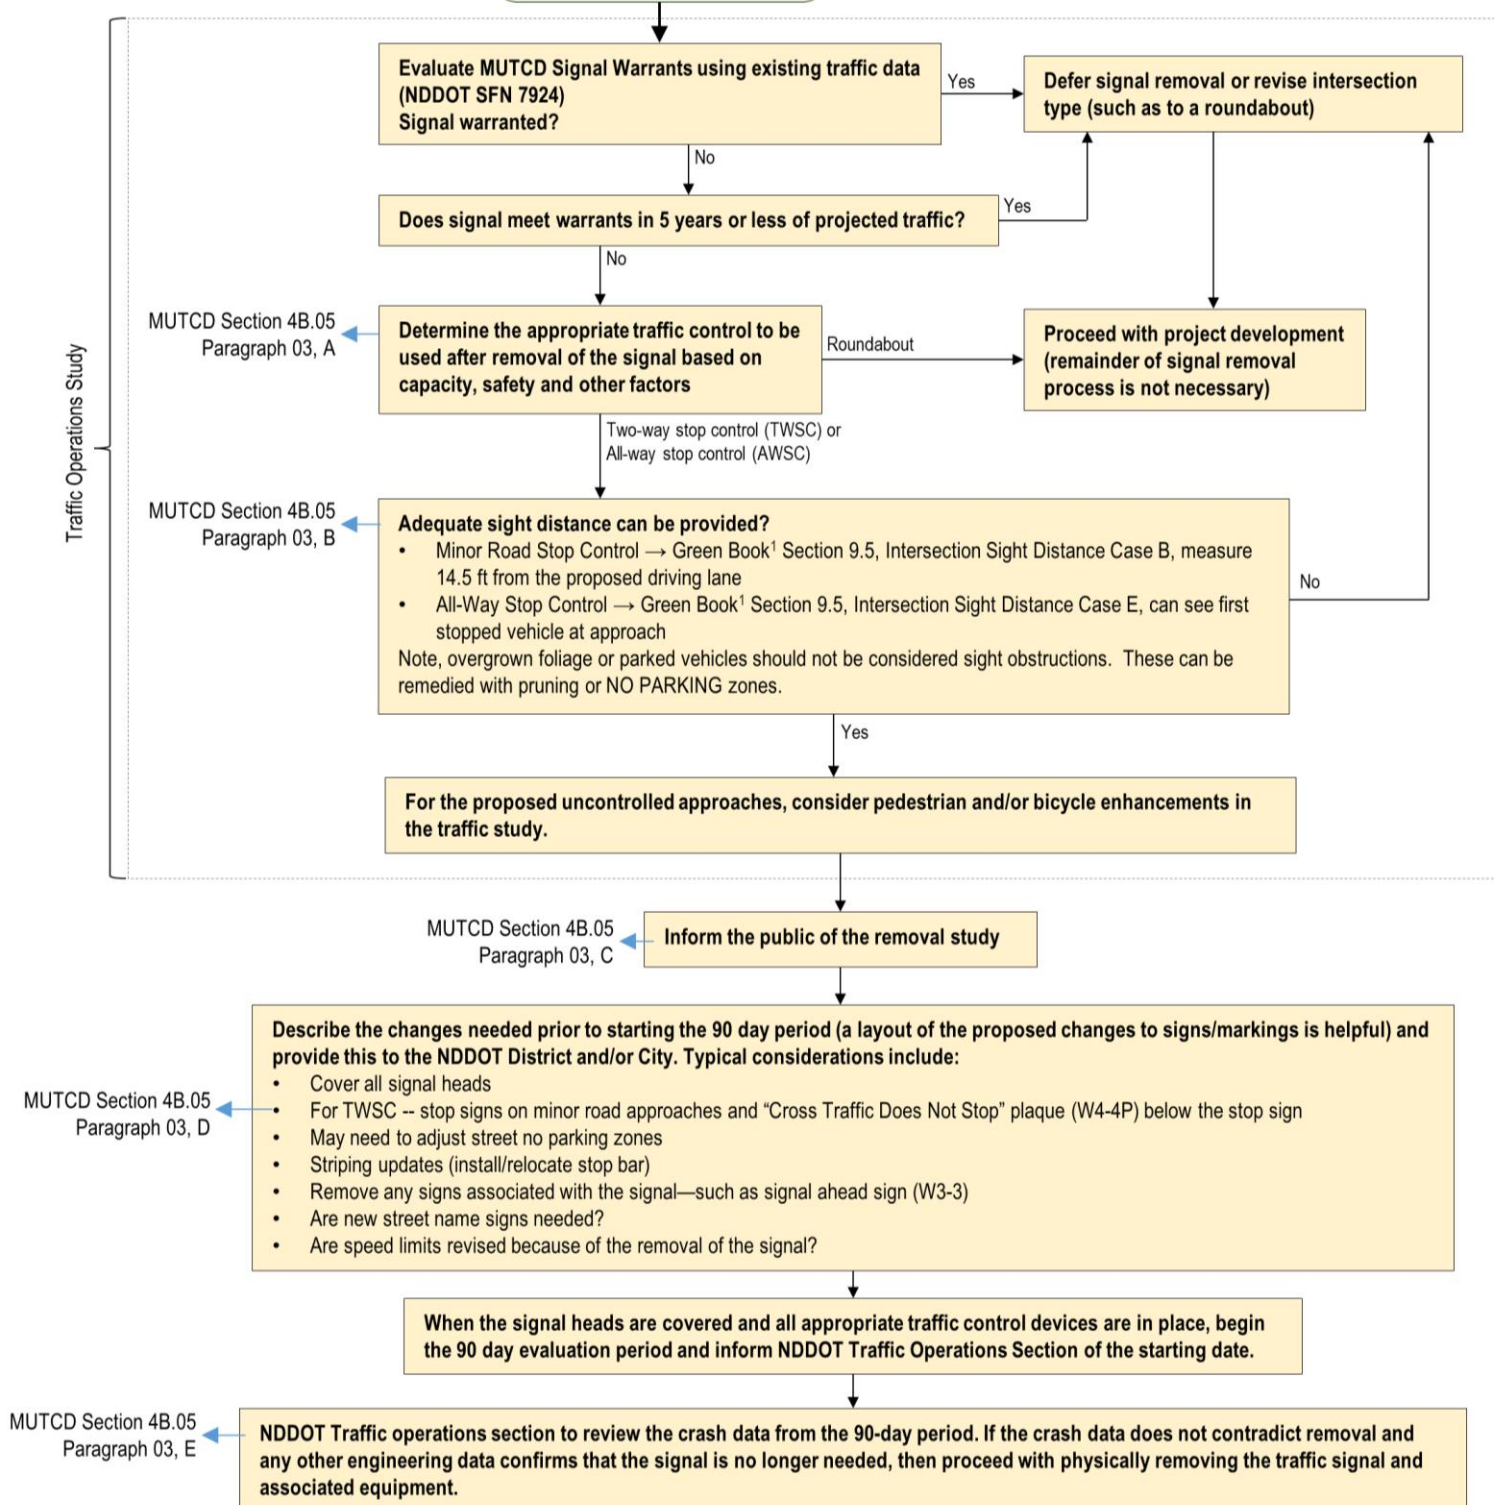 Evaluate MUTCD Signal Warrants using existing traffic data
(NDDOT SFN 7924)
Signal warranted?
Yes
Defer signal removal or revise intersection
type (such as to a roundabout)
No
Does signal meet warrants in 5 years or less of projected traffic?
Yes
No
MUTCD Section 4B.05
Paragraph 03, A
Determine the appropriate traffic control to be
used after removal of the signal based on
capacity, safety and other factors
Roundabout
Proceed with project development
(remainder of signal removal
process is not necessary)
Traffic Operations Study
Two-way stop control (TWSC) or
All-way stop control (AWSC)
MUTCD Section 4B.05
Paragraph 03, B
Adequate sight distance can be provided?
• Minor Road Stop Control → Green Book¹ Section 9.5, Intersection Sight Distance Case B, measure
14.5 ft from the proposed driving lane
• All-Way Stop Control → Green Book¹ Section 9.5, Intersection Sight Distance Case E, can see first
stopped vehicle at approach
Note, overgrown foliage or parked vehicles should not be considered sight obstructions. These can be
remedied with pruning or NO PARKING zones.
No
Yes
For the proposed uncontrolled approaches, consider pedestrian and/or bicycle enhancements in
the traffic study.
MUTCD Section 4B.05
Paragraph 03, C
Inform the public of the removal study
Describe the changes needed prior to starting the 90 day period (a layout of the proposed changes to signs/markings is helpful) and
provide this to the NDDOT District and/or City. Typical considerations include:
• Cover all signal heads
• For TWSC -- stop signs on minor road approaches and “Cross Traffic Does Not Stop” plaque (W4-4P) below the stop sign
• May need to adjust street no parking zones
• Striping updates (install/relocate stop bar)
• Remove any signs associated with the signal—such as signal ahead sign (W3-3)
• Are new street name signs needed?
• Are speed limits revised because of the removal of the signal?
MUTCD Section 4B.05
Paragraph 03, D
When the signal heads are covered and all appropriate traffic control devices are in place, begin
the 90 day evaluation period and inform NDDOT Traffic Operations Section of the starting date.
MUTCD Section 4B.05
Paragraph 03, E
NDDOT Traffic operations section to review the crash data from the 90-day period. If the crash data does not contradict removal and
any other engineering data confirms that the signal is no longer needed, then proceed with physically removing the traffic signal and
associated equipment.